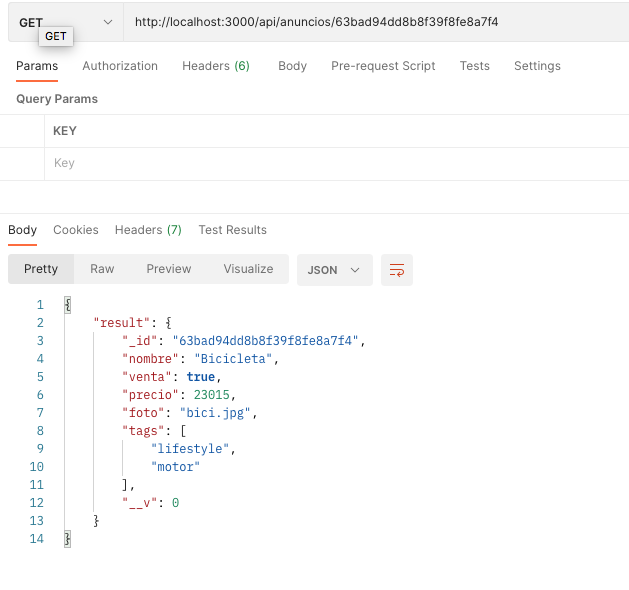 GET http://localhost:3000/api/anuncios/63bad94dd8b8f39f8fe8a7f4
GET
Params Authorization Headers (6) Body Pre-request Script Tests Settings
Query Params
KEY
Key
Body Cookies Headers (7) Test Results
Pretty Raw Preview Visualize JSON
1 {
2 "result": {
3 "_id": "63bad94dd8b8f39f8fe8a7f4",
4 "nombre": "Bicicleta",
5 "venta": true,
6 "precio": 23015,
7 "foto": "bici.jpg",
8 "tags": [
9 "lifestyle",
10 "motor"
11 ],
12 "__v": 0
13 }
14 }